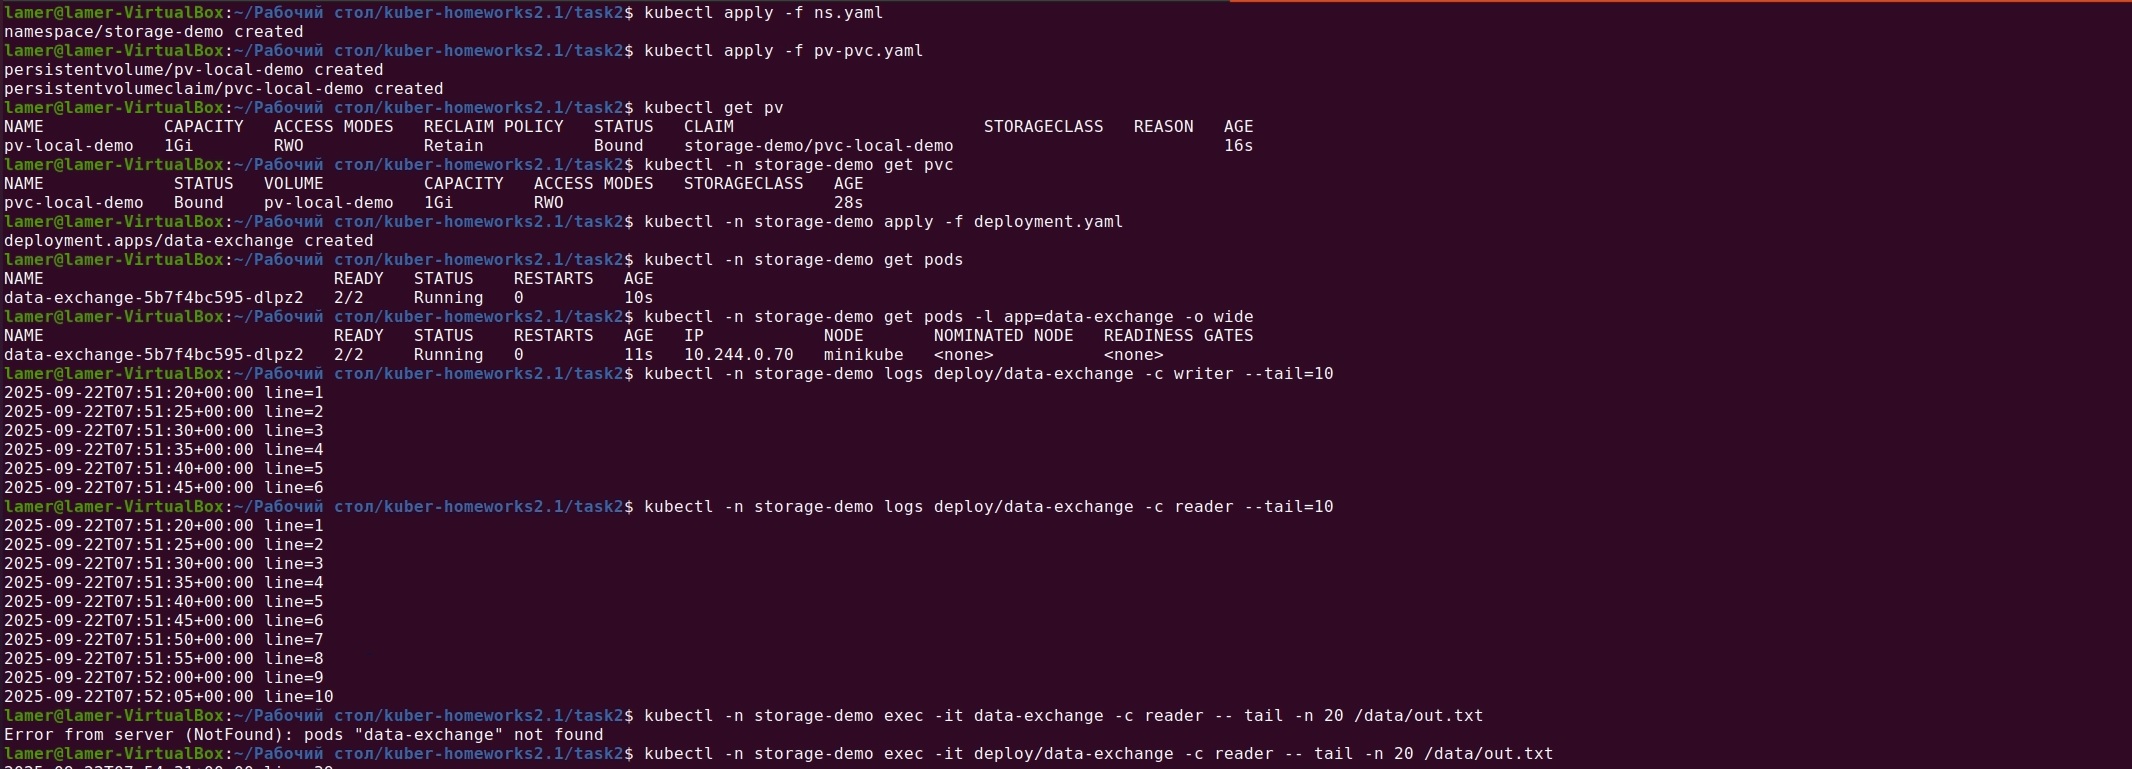 lamer@lamer-VirtualBox:~/Рабочий стол/kuber-homeworks2.1/task2$ kubectl apply -f ns.yaml
namespace/storage-demo created
lamer@lamer-VirtualBox:~/Рабочий стол/kuber-homeworks2.1/task2$ kubectl apply -f pv-pvc.yaml
persistentvolume/pv-local-demo created
persistentvolumeclaim/pvc-local-demo created
lamer@lamer-VirtualBox:~/Рабочий стол/kuber-homeworks2.1/task2$ kubectl get pv
NAME            CAPACITY   ACCESS MODES   RECLAIM POLICY   STATUS   CLAIM                         STORAGECLASS   REASON   AGE
pv-local-demo   1Gi        RWO            Retain           Bound    storage-demo/pvc-local-demo                           16s
lamer@lamer-VirtualBox:~/Рабочий стол/kuber-homeworks2.1/task2$ kubectl -n storage-demo get pvc
NAME             STATUS   VOLUME          CAPACITY   ACCESS MODES   STORAGECLASS   AGE
pvc-local-demo   Bound    pv-local-demo   1Gi        RWO                           28s
lamer@lamer-VirtualBox:~/Рабочий стол/kuber-homeworks2.1/task2$ kubectl -n storage-demo apply -f deployment.yaml
deployment.apps/data-exchange created
lamer@lamer-VirtualBox:~/Рабочий стол/kuber-homeworks2.1/task2$ kubectl -n storage-demo get pods
NAME                             READY   STATUS    RESTARTS   AGE
data-exchange-5b7f4bc595-dlpz2   2/2     Running   0          10s
lamer@lamer-VirtualBox:~/Рабочий стол/kuber-homeworks2.1/task2$ kubectl -n storage-demo get pods -l app=data-exchange -o wide
NAME                             READY   STATUS    RESTARTS   AGE   IP            NODE       NOMINATED NODE   READINESS GATES
data-exchange-5b7f4bc595-dlpz2   2/2     Running   0          11s   10.244.0.70   minikube   <none>           <none>
lamer@lamer-VirtualBox:~/Рабочий стол/kuber-homeworks2.1/task2$ kubectl -n storage-demo logs deploy/data-exchange -c writer --tail=10
2025-09-22T07:51:20+00:00 line=1
2025-09-22T07:51:25+00:00 line=2
2025-09-22T07:51:30+00:00 line=3
2025-09-22T07:51:35+00:00 line=4
2025-09-22T07:51:40+00:00 line=5
2025-09-22T07:51:45+00:00 line=6
lamer@lamer-VirtualBox:~/Рабочий стол/kuber-homeworks2.1/task2$ kubectl -n storage-demo logs deploy/data-exchange -c reader --tail=10
2025-09-22T07:51:20+00:00 line=1
2025-09-22T07:51:25+00:00 line=2
2025-09-22T07:51:30+00:00 line=3
2025-09-22T07:51:35+00:00 line=4
2025-09-22T07:51:40+00:00 line=5
2025-09-22T07:51:45+00:00 line=6
2025-09-22T07:51:50+00:00 line=7
2025-09-22T07:51:55+00:00 line=8
2025-09-22T07:52:00+00:00 line=9
2025-09-22T07:52:05+00:00 line=10
lamer@lamer-VirtualBox:~/Рабочий стол/kuber-homeworks2.1/task2$ kubectl -n storage-demo exec -it data-exchange -c reader -- tail -n 20 /data/out.txt
Error from server (NotFound): pods "data-exchange" not found
lamer@lamer-VirtualBox:~/Рабочий стол/kuber-homeworks2.1/task2$ kubectl -n storage-demo exec -it deploy/data-exchange -c reader -- tail -n 20 /data/out.txt